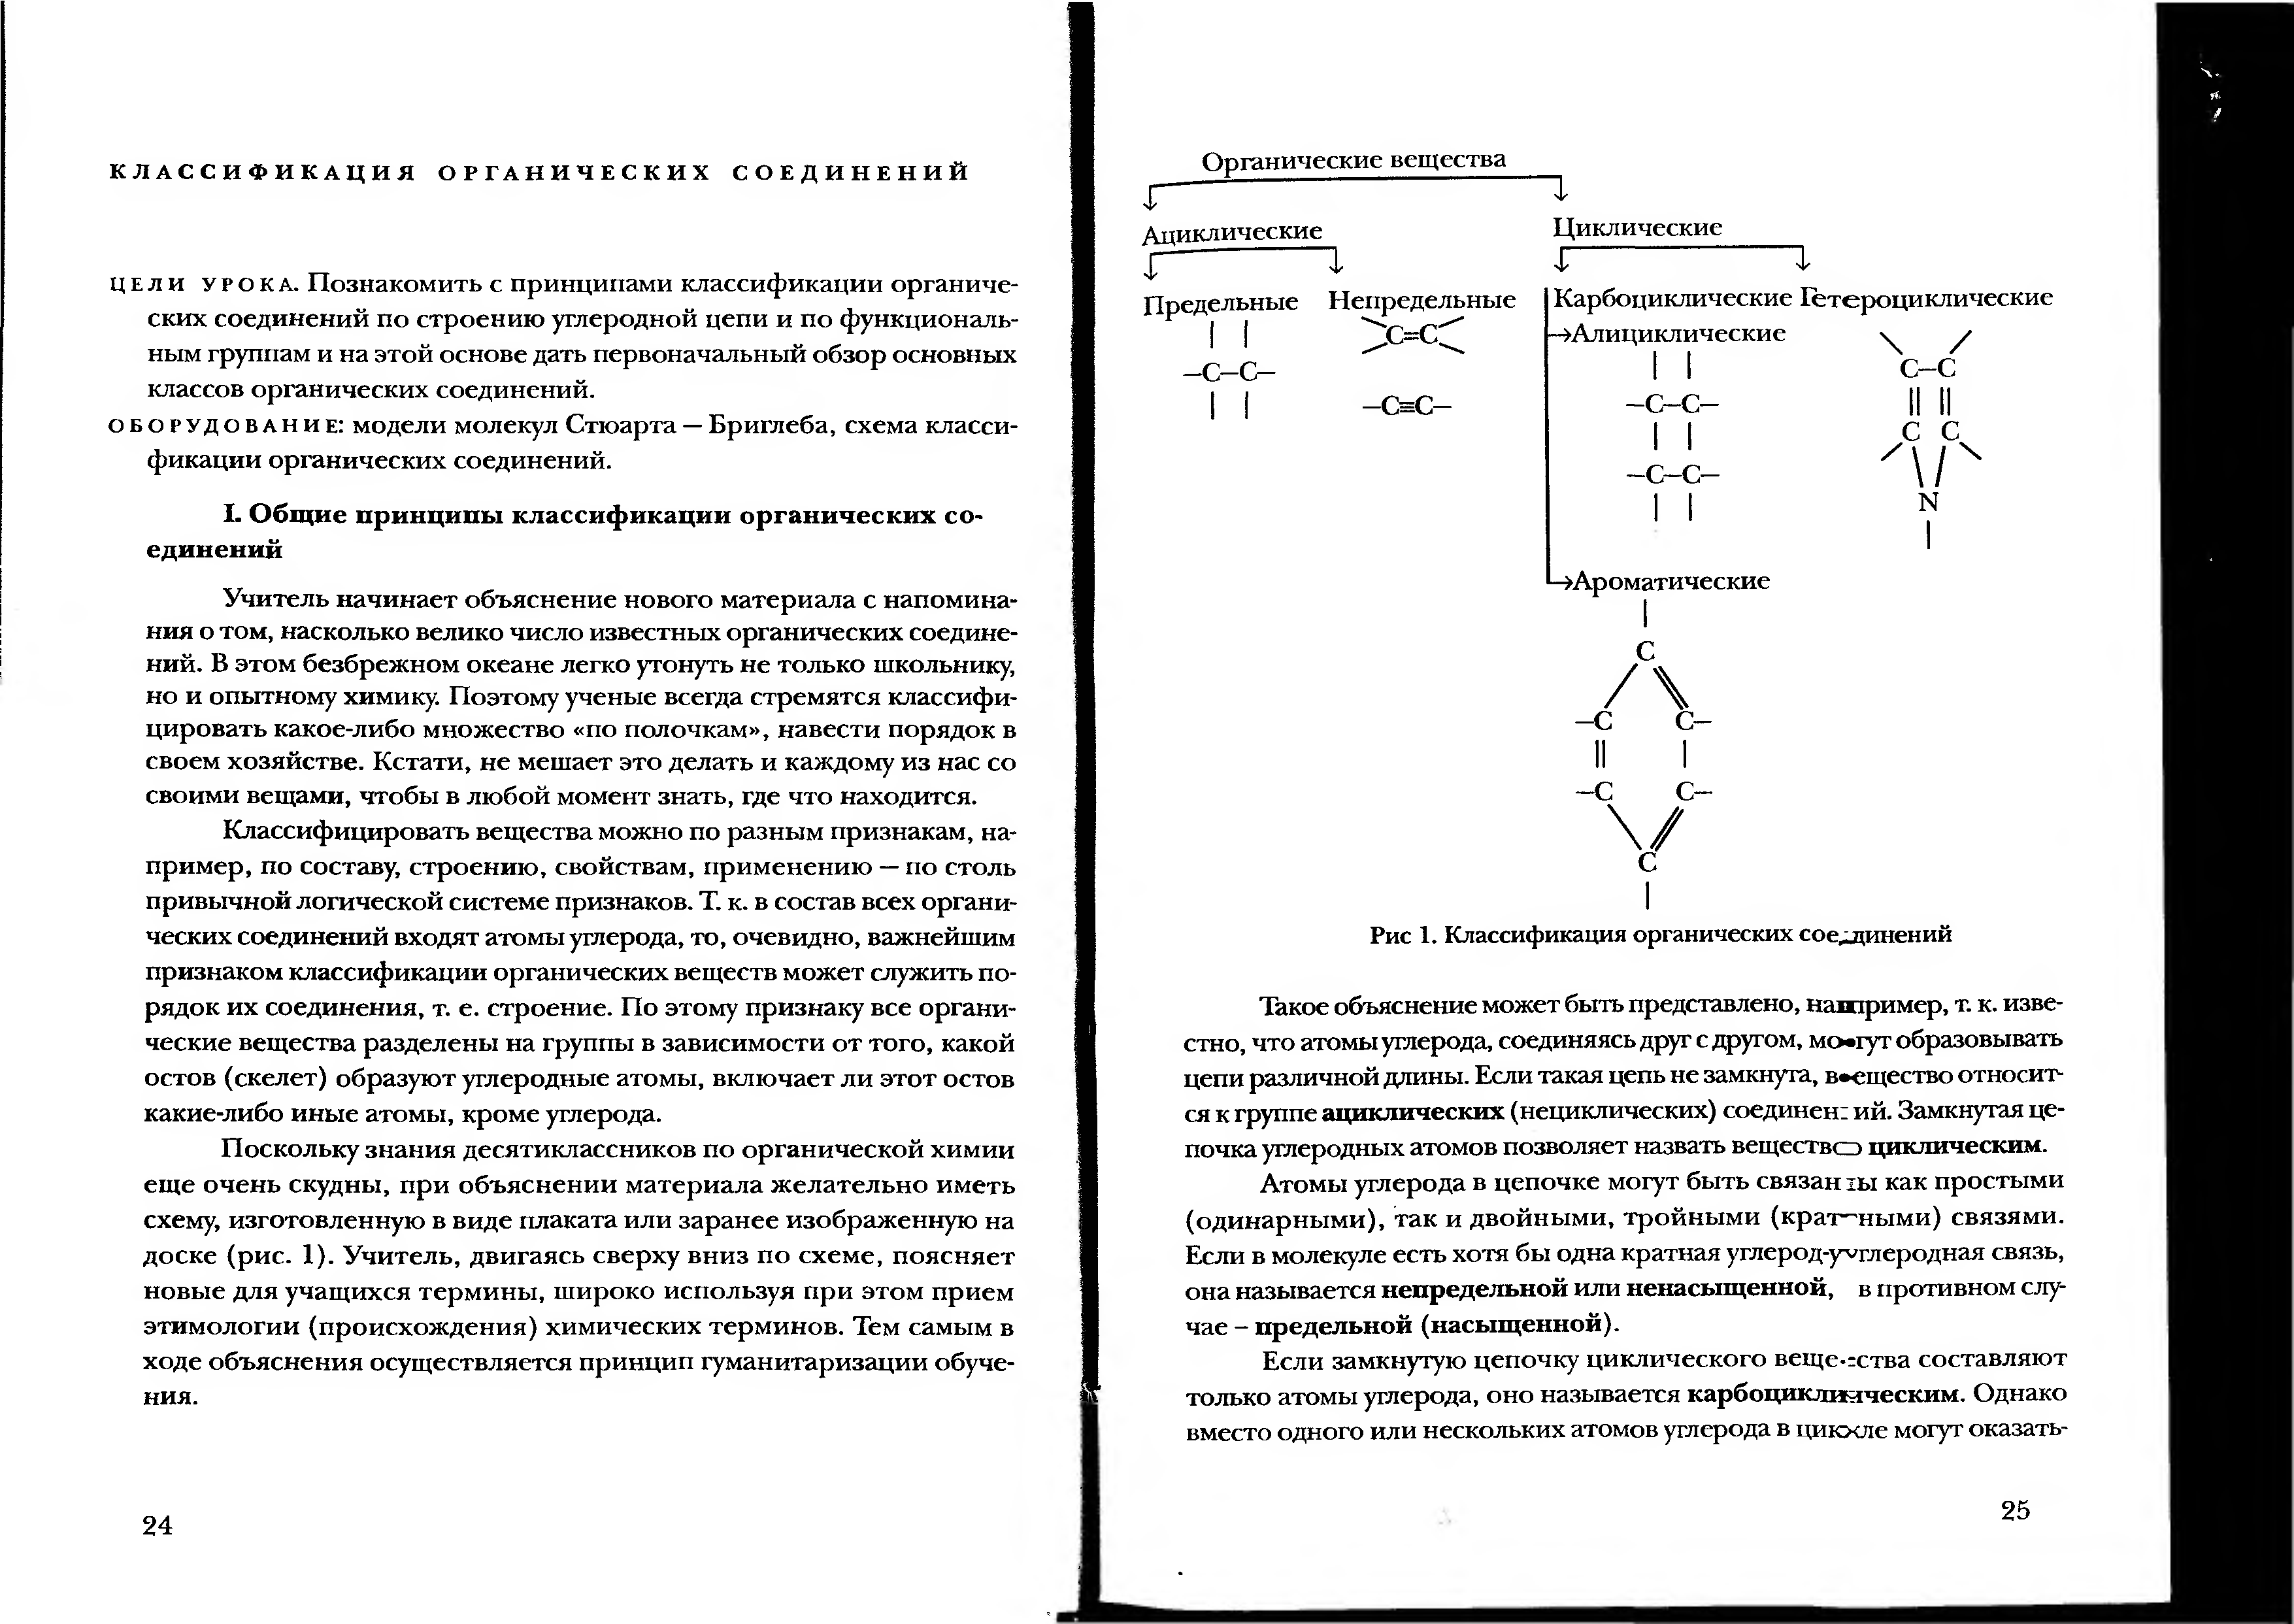 КЛАССИФИКАЦИЯ ОРГАНИЧЕСКИХ СОЕДИНЕНИЙ
ЦЕЛИ УРОКА. Познакомить с принципами классификации органиче-
ских соединений по строению углеродной цепи и по функциональ-
ным группам и на этой основе дать первоначальный обзор основных
классов органических соединений.
ОБОРУДОВАНИЕ: модели молекул Стюарта — Бриглеба, схема класси-
фикации органических соединений.
I. Общие принципы классификации органических со-
единений
Учитель начинает объяснение нового материала с напомина-
ния о том, насколько велико число известных органических соедине-
ний. В этом безбрежном океане легко утонуть не только школьнику,
но и опытному химику. Поэтому ученые всегда стремятся классифи-
цировать какое-либо множество «по полочкам», навести порядок в
своем хозяйстве. Кстати, не мешает это делать и каждому из нас со
своими вещами, чтобы в любой момент знать, где что находится.
Классифицировать вещества можно по разным признакам, на-
пример, по составу, строению, свойствам, применению — по столь
привычной логической системе признаков. Т. к. в состав всех органи-
ческих соединений входят атомы углерода, то, очевидно, важнейшим
признаком классификации органических веществ может служить по-
рядок их соединения, т. е. строение. По этому признаку все органи-
ческие вещества разделены на группы в зависимости от того, какой
остов (скелет) образуют углеродные атомы, включает ли этот остов
какие-либо иные атомы, кроме углерода.
Поскольку знания десятиклассников по органической химии
еще очень скудны, при объяснении материала желательно иметь
схему, изготовленную в виде плаката или заранее изображенную на
доске (рис. 1). Учитель, двигаясь сверху вниз по схеме, поясняет
новые для учащихся термины, широко используя при этом прием
этимологии (происхождения) химических терминов. Тем самым в
ходе объяснения осуществляется принцип гуманитаризации обуче-
ния.
24
Органические вещества
Ациклические Циклические
Предельные Непредельные Карбоциклические Гетероциклические
C=C →Алициклические
–C–C– C–C
–C≡C– –C–C–
C C
–C–C–
N
→Ароматические
C
–C C–
–C C–
C
Рис 1. Классификация органических соединений
Такое объяснение может быть представлено, например, т. к. изве-
стно, что атомы углерода, соединяясь друг с другом, могут образовывать
цепи различной длины. Если такая цепь не замкнута, вещество относит-
ся к группе ациклических (нециклических) соединений. Замкнутая це-
почка углеродных атомов позволяет назвать вещество циклическим.
Атомы углерода в цепочке могут быть связаны как простыми
(одинарными), так и двойными, тройными (кратными) связями.
Если в молекуле есть хотя бы одна кратная углерод-углеродная связь,
она называется непредельной или ненасыщенной, в противном слу-
чае – предельной (насыщенной).
Если замкнутую цепочку циклического вещества составляют
только атомы углерода, оно называется карбоциклическим. Однако
вместо одного или нескольких атомов углерода в цикле могут оказать-
25